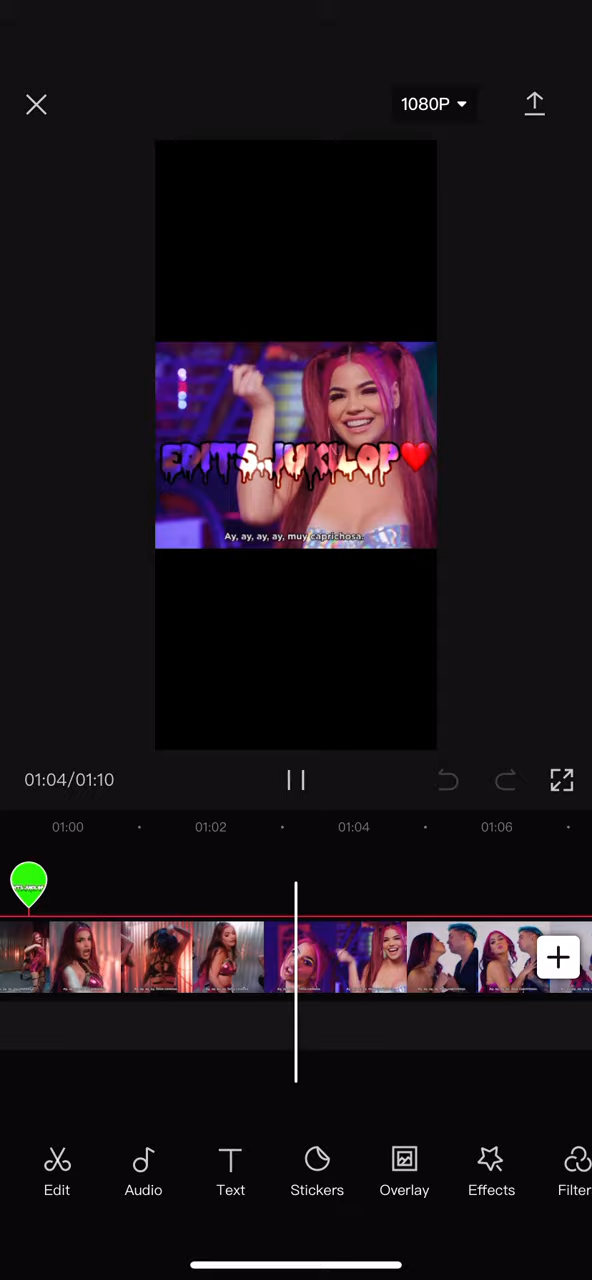 1080P
EDITS.JUKILOP❤️
Ay, ay, ay, ay, muy caprichosa.
01:04/01:10
01:00 01:02 01:04 01:06
Edit Audio Text Stickers Overlay Effects Filter